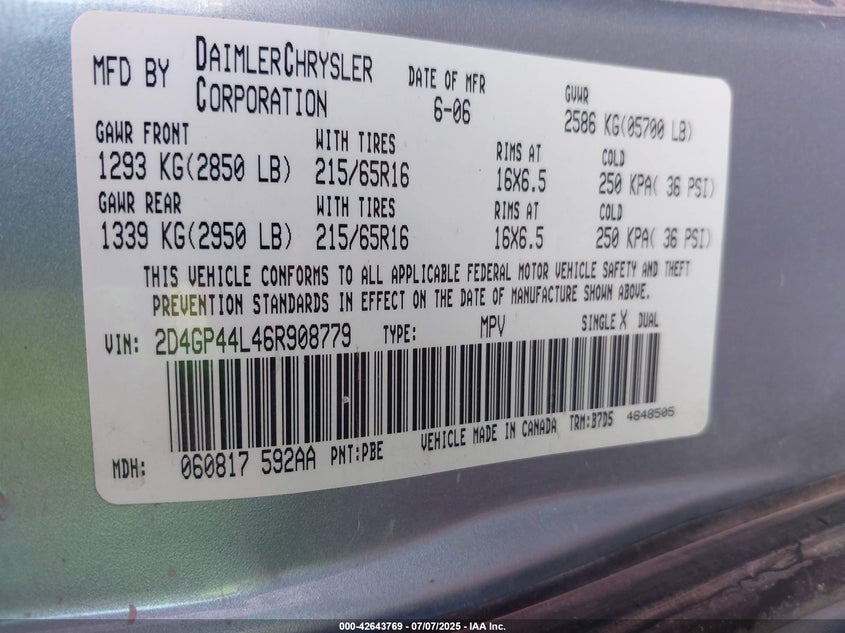 MFD BY DAIMLERCHRYSLER CORPORATION DATE OF MFR 6-06 GVWR 2586 KG(05700 LB)
GAWR FRONT WITH TIRES RIMS AT COLD
1293 KG(2850 LB) 215/65R16 16X6.5 250 KPA( 36 PSI)
GAWR REAR WITH TIRES RIMS AT COLD
1339 KG(2950 LB) 215/65R16 16X6.5 250 KPA( 36 PSI)
THIS VEHICLE CONFORMS TO ALL APPLICABLE FEDERAL MOTOR VEHICLE SAFETY AND THEFT
PREVENTION STANDARDS IN EFFECT ON THE DATE OF MANUFACTURE SHOWN ABOVE.
VIN: 2D4GP44L46R908779 TYPE: MPV SINGLE X DUAL
MDH: 060817 592AA PNT:PBE VEHICLE MADE IN CANADA TRM:B7D5 4648505
000-42643769 - 07/07/2025 - IAA Inc.